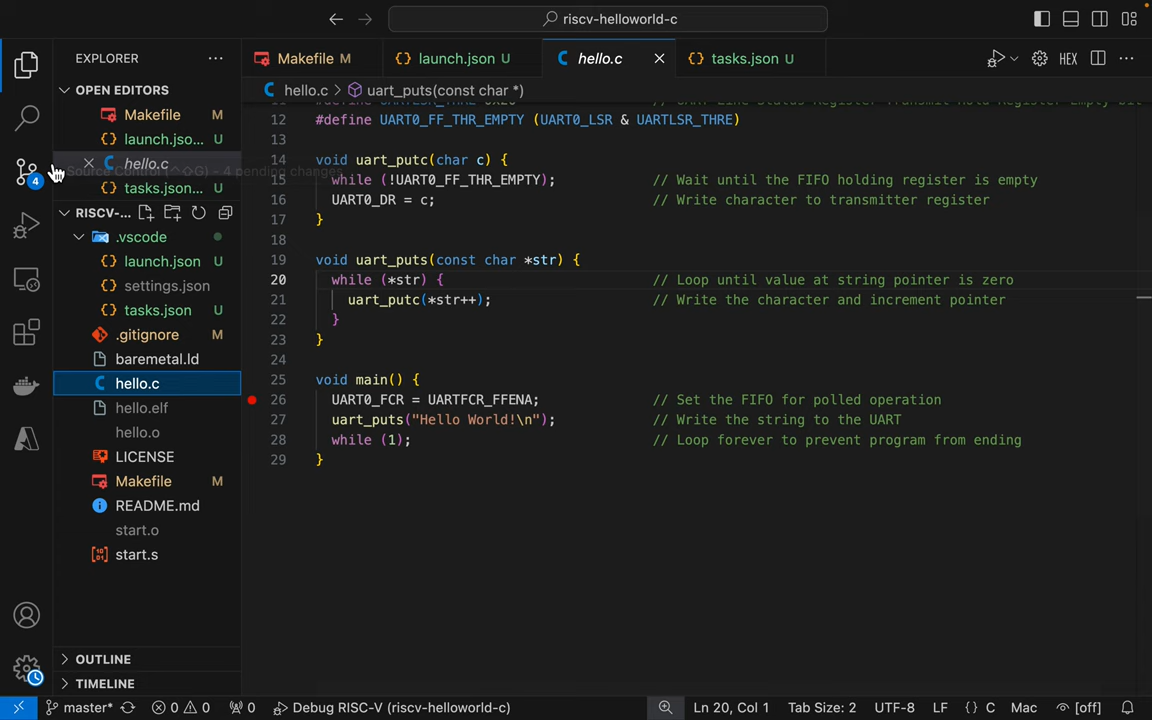 riscv-helloworld-c
EXPLORER
Makefile M
launch.json U
hello.c
tasks.json U
hello.c > uart_puts(const char *)
OPEN EDITORS
Makefile M
launch.jso... U
hello.c
tasks.json... U
RISCV-...
.vscode
launch.json U
settings.json
tasks.json U
.gitignore M
baremetal.ld
hello.c
hello.elf
hello.o
LICENSE
Makefile M
README.md
start.o
start.s
OUTLINE
TIMELINE
4
Source Control (⌃⇧G) - 4 pending changes
HEX
12 #define UART0_FF_THR_EMPTY (UART0_LSR & UARTLSR_THRE)
13
14 void uart_putc(char c) {
15 while (!UART0_FF_THR_EMPTY); // Wait until the FIFO holding register is empty
16 UART0_DR = c; // Write character to transmitter register
17 }
18
19 void uart_puts(const char *str) {
20 while (*str) { // Loop until value at string pointer is zero
21 uart_putc(*str++); // Write the character and increment pointer
22 }
23 }
24
25 void main() {
26 UART0_FCR = UARTFCR_FFENA; // Set the FIFO for polled operation
27 uart_puts("Hello World!\n"); // Write the string to the UART
28 while (1); // Loop forever to prevent program from ending
29 }
master* 0 0 0 Debug RISC-V (riscv-helloworld-c) Ln 20, Col 1 Tab Size: 2 UTF-8 LF {} C Mac [off]